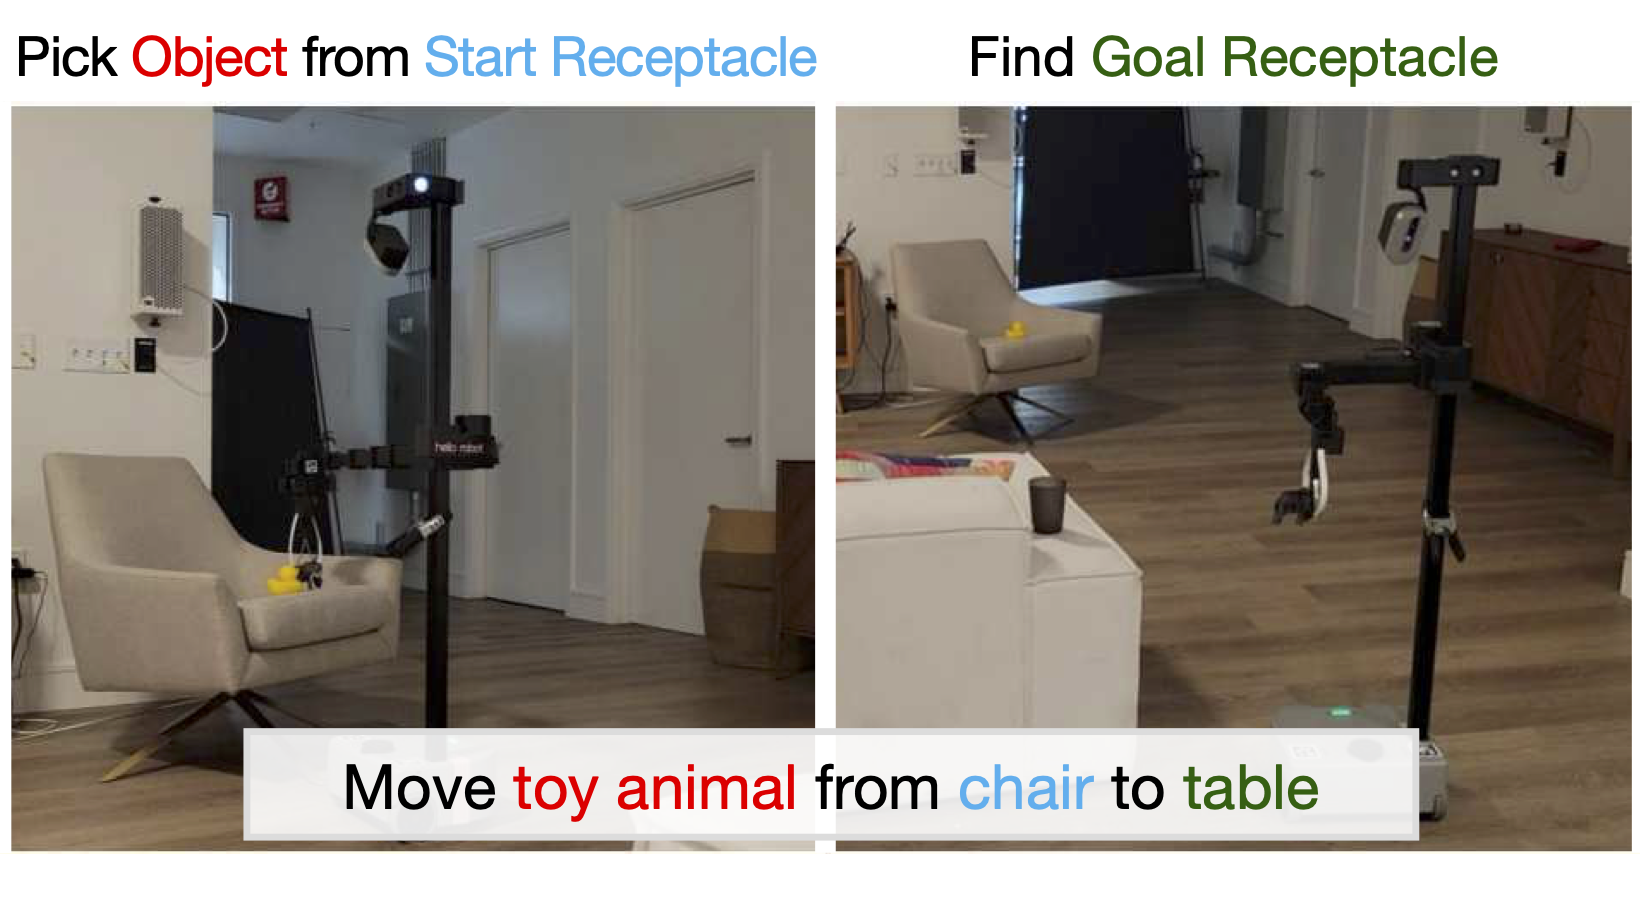 Pick Object from Start Receptacle
Find Goal Receptacle
hello robot
Move toy animal from chair to table